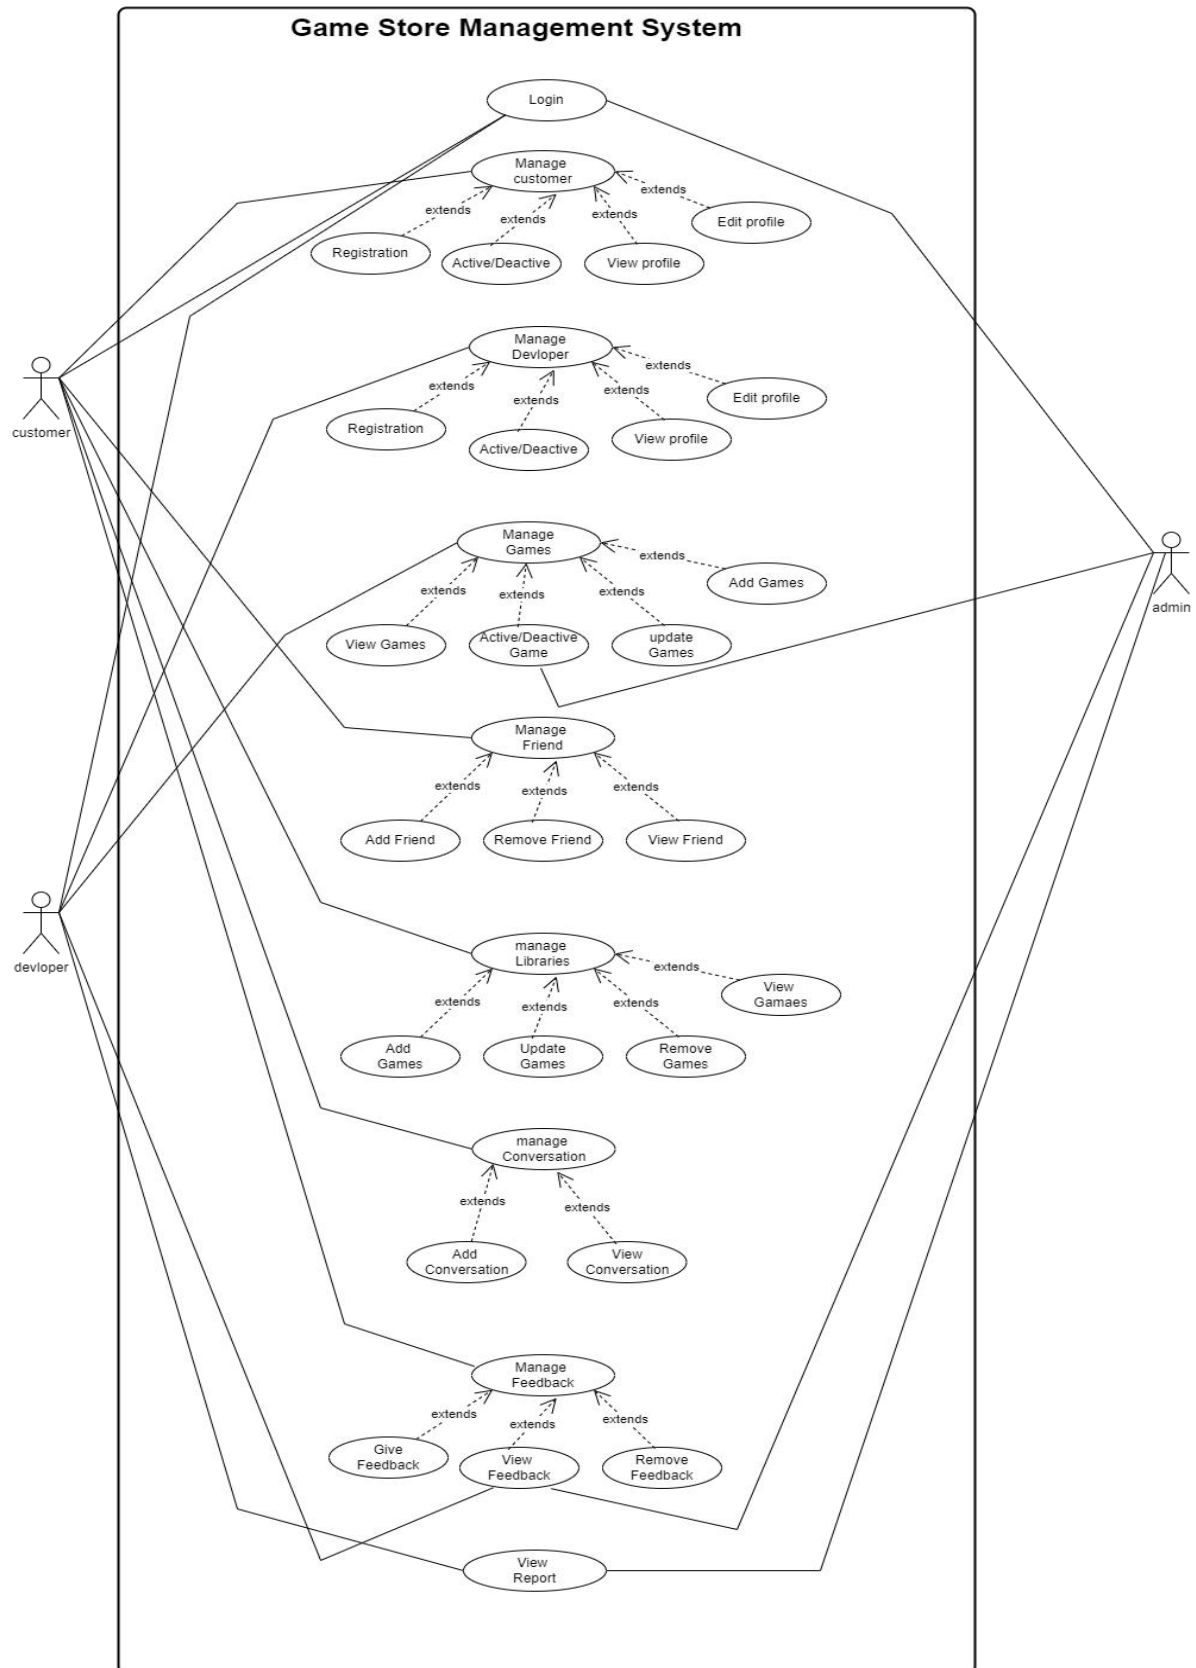 Game Store Management System
Login
Manage
customer
extends
extends
extends
extends
Edit profile
Registration
Active/Deactive
View profile
Manage
Devloper
extends
extends
extends
extends
Edit profile
Registration
Active/Deactive
View profile
customer
Manage
Games
extends
extends
extends
extends
Add Games
View Games
Active/Deactive
Game
update
Games
admin
Manage
Friend
extends
extends
extends
Add Friend
Remove Friend
View Friend
devloper
manage
Libraries
extends
extends
extends
extends
View
Gamaes
Add
Games
Update
Games
Remove
Games
manage
Conversation
extends
extends
Add
Conversation
View
Conversation
Manage
Feedback
extends
extends
extends
Give
Feedback
View
Feedback
Remove
Feedback
View
Report